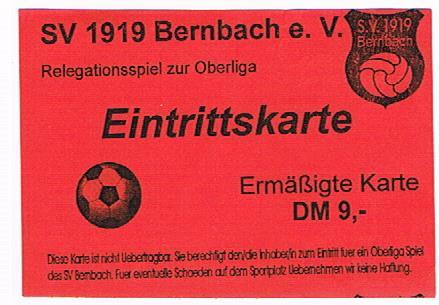 SV 1919 Bernbach e. V.
S.V. 1919
Bernbach
Relegationsspiel zur Oberliga
Eintrittskarte
Ermäßigte Karte
DM 9,-
Diese Karte ist nicht Uebertragbar. Sie berechtigt den/die Inhaber/in zum Eintritt fuer ein Oberliga Spiel
des SV Bernbach. Fuer eventuelle Schaeden auf dem Sportplatz Uebernehmen wir keine Haftung.